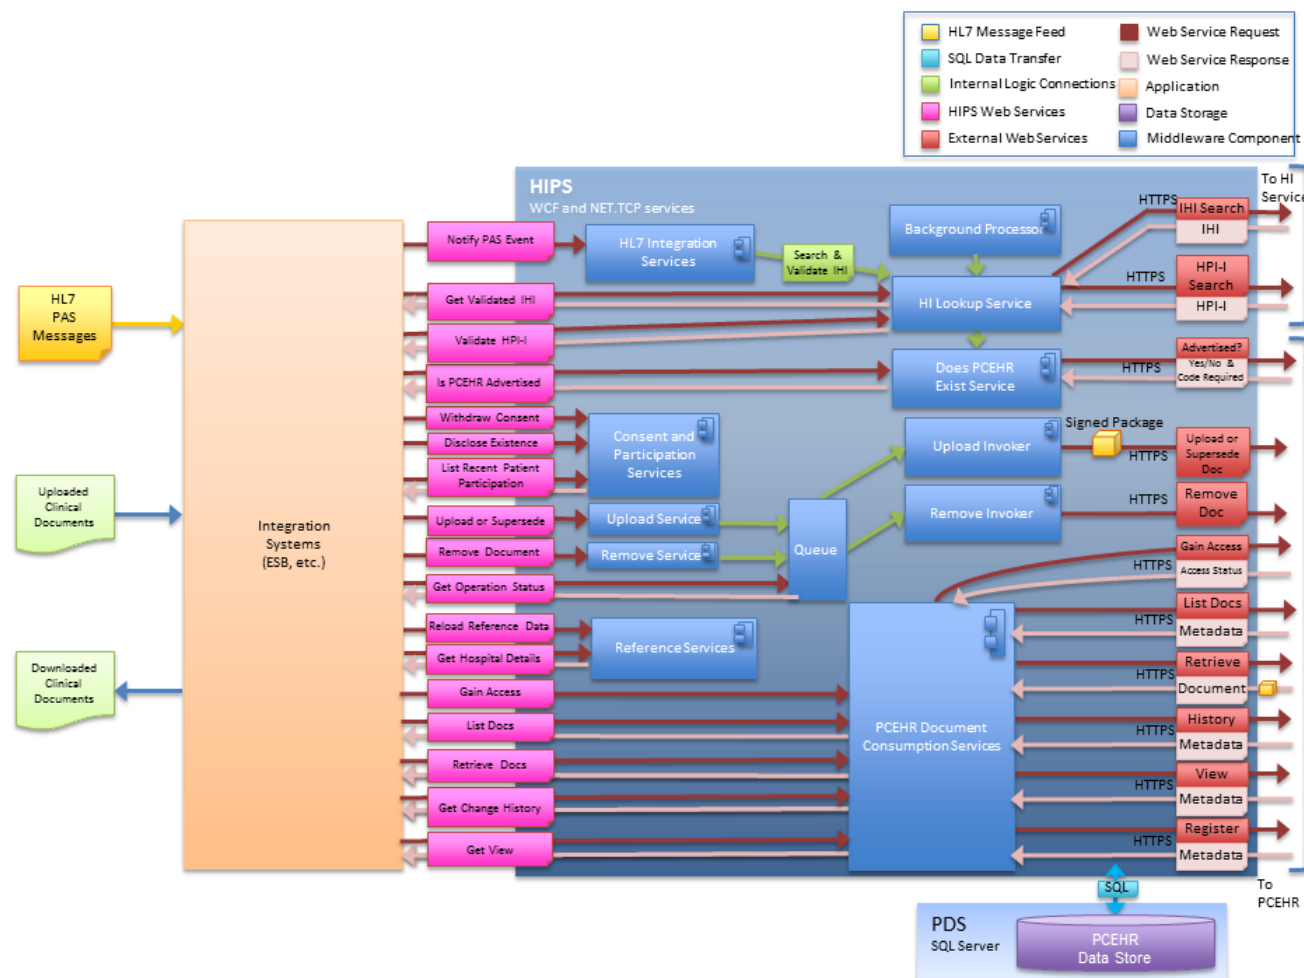 HL7 Message Feed
Web Service Request
SQL Data Transfer
Web Service Response
Internal Logic Connections
Application
HIPS Web Services
Data Storage
External Web Services
Middleware Component
HIPS
WCF and NET.TCP services
To HI
Service
HTTPS
IHI Search
IHI
Notify PAS Event
HL7 Integration
Services
Search &
Validate IHI
Background Processor
HL7
PAS
Messages
Get Validated IHI
HI Lookup Service
HTTPS
HPI-I
Search
HPI-I
Validate HPI-I
Is PCEHR Advertised
Does PCEHR
Exist Service
HTTPS
Advertised?
Yes/No &
Code Required
Withdraw Consent
Disclose Existence
List Recent Patient
Participation
Consent and
Participation
Services
Upload Invoker
Signed Package
HTTPS
Upload or
Supersede
Doc
Uploaded
Clinical
Documents
Integration
Systems
(ESB, etc.)
Upload or Supersede
Upload Service
Remove Document
Remove Service
Queue
Remove Invoker
HTTPS
Remove
Doc
Get Operation Status
HTTPS
Gain Access
Access Status
Reload Reference Data
Get Hospital Details
Reference Services
HTTPS
List Docs
Metadata
Downloaded
Clinical
Documents
Gain Access
List Docs
Retrieve Docs
Get Change History
Get View
PCEHR Document
Consumption Services
HTTPS
Retrieve
Document
HTTPS
History
Metadata
HTTPS
View
Metadata
HTTPS
Register
Metadata
To
PCEHR
SQL
PDS
SQL Server
PCEHR
Data Store